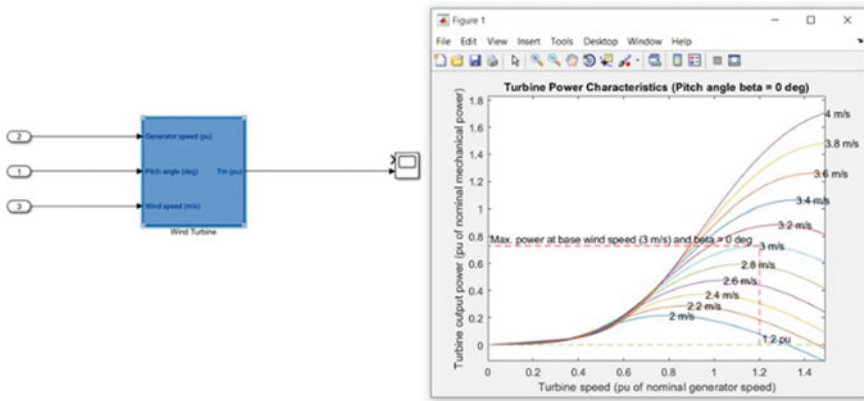 2
Generator speed (pu)
1
Pitch angle (deg)
Tm (pu)
3
Wind speed (m/s)
Wind Turbine
Figure 1
File Edit View Insert Tools Desktop Window Help
Turbine Power Characteristics (Pitch angle beta = 0 deg)
Turbine output power (pu of nominal mechanical power)
1.8
1.6
1.4
1.2
1
0.8
0.6
0.4
0.2
0
4 m/s
3.8 m/s
3.6 m/s
3.4 m/s
3.2 m/s
Max. power at base wind speed (3 m/s) and beta = 0 deg
3 m/s
2.8 m/s
2.6 m/s
2.4 m/s
2.2 m/s
2 m/s
1.2 pu
0 0.2 0.4 0.6 0.8 1 1.2 1.4
Turbine speed (pu of nominal generator speed)